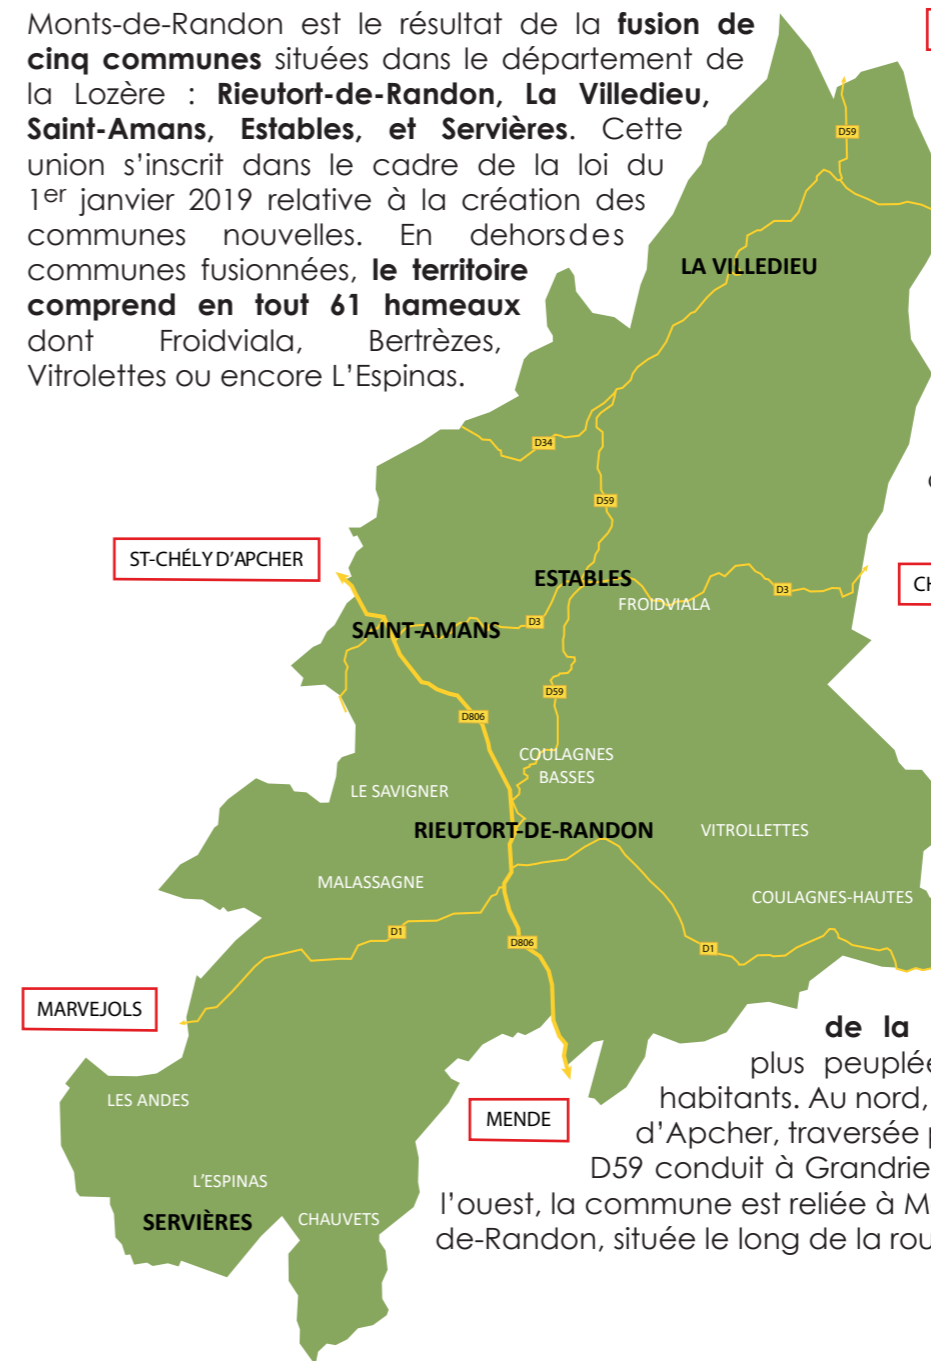 Monts-de-Randon est le résultat de la fusion de
cinq communes situées dans le département de
la Lozère : Rieutort-de-Randon, La Villedieu,
Saint-Amans, Estables, et Servières. Cette
union s’inscrit dans le cadre de la loi du
1er janvier 2019 relative à la création des
communes nouvelles. En dehorsdes
communes fusionnées, le territoire
comprend en tout 61 hameaux
dont Froidviala, Bertrèzes,
Vitrolettes ou encore L’Espinas.
D59
LA VILLEDIEU
D34
D59
ST-CHÉLY D’APCHER
ESTABLES
D3
FROIDVIALA
CH
D3
SAINT-AMANS
D59
D806
COULAGNES
BASSES
LE SAVIGNER
RIEUTORT-DE-RANDON
VITROLLETTES
MALASSAGNE
COULAGNES-HAUTES
D1
D806
D1
MARVEJOLS
LES ANDES
MENDE
L’ESPINAS
SERVIÈRES
CHAUVETS
de la
plus peuplée
habitants. Au nord,
d’Apcher, traversée p
D59 conduit à Grandrie
l’ouest, la commune est reliée à M
de-Randon, située le long de la rou